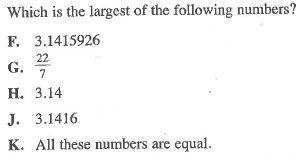 Which is the largest of the following numbers?
F. 3.1415926
G. 22/7
H. 3.14
J. 3.1416
K. All these numbers are equal.